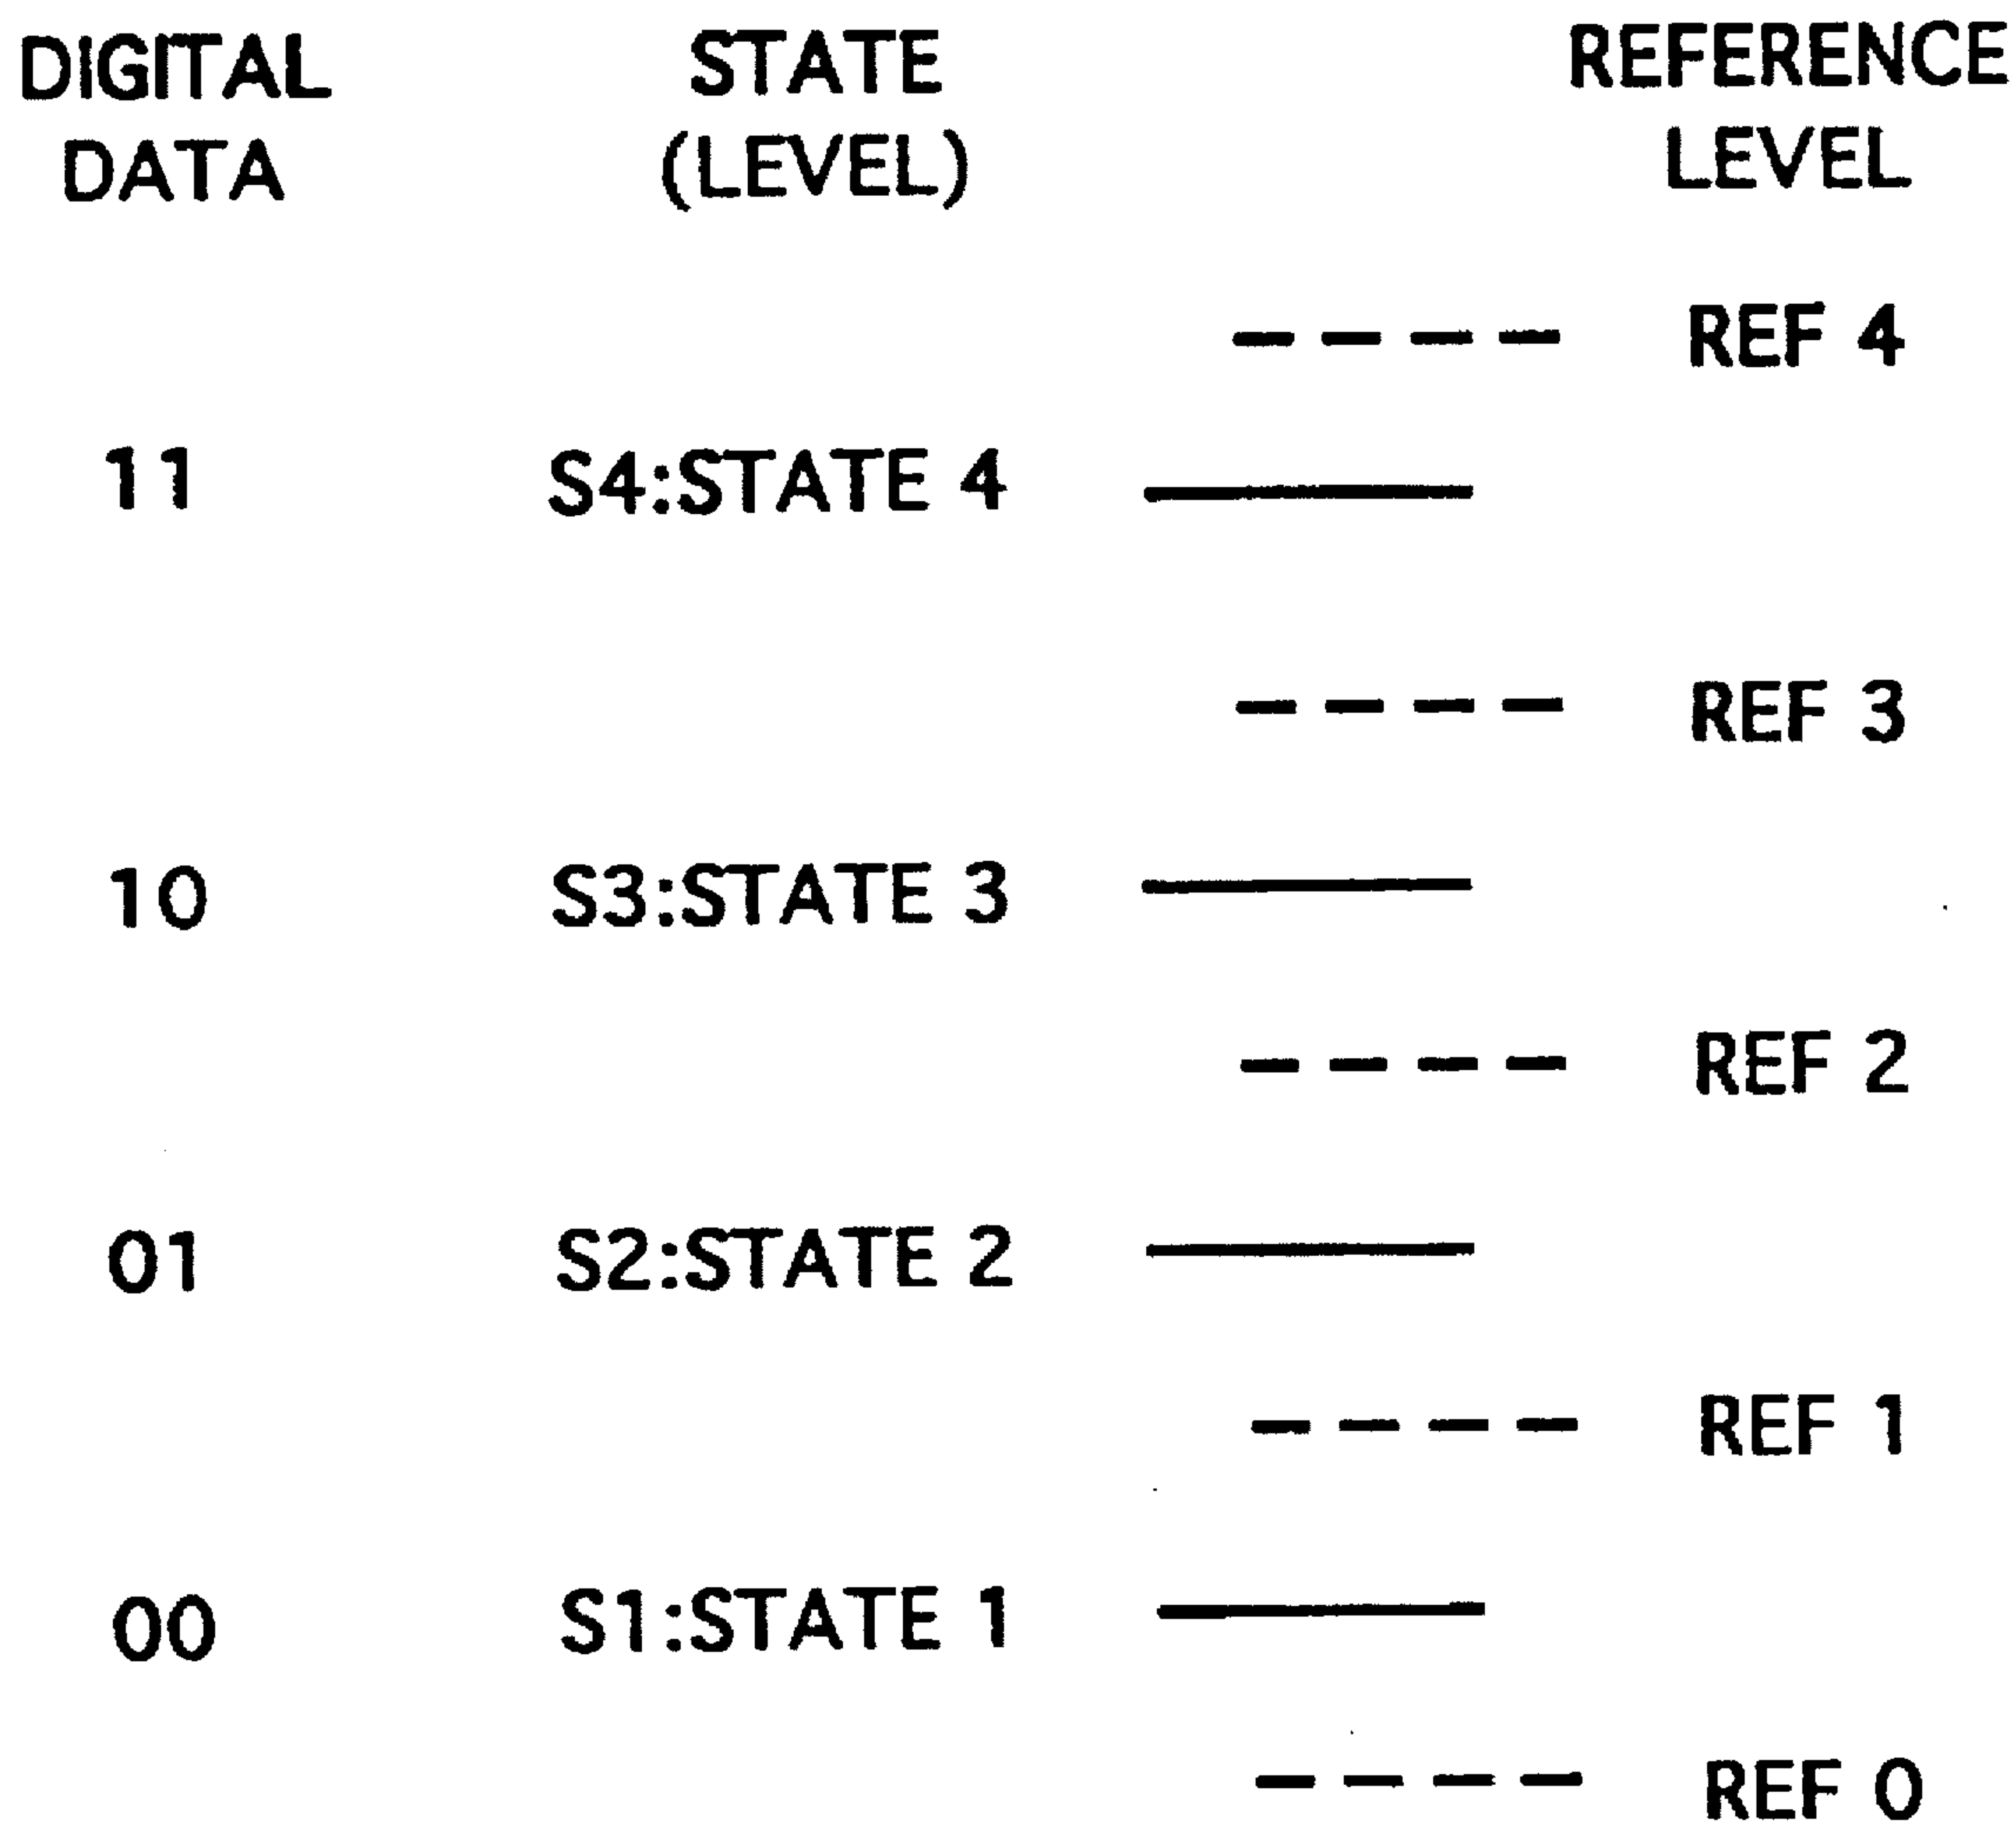 DIGITAL DATA
STATE (LEVEL)
REFERENCE LEVEL
REF 4
11 S4:STATE 4
REF 3
10 S3:STATE 3
REF 2
01 S2:STATE 2
REF 1
00 S1:STATE 1
REF 0